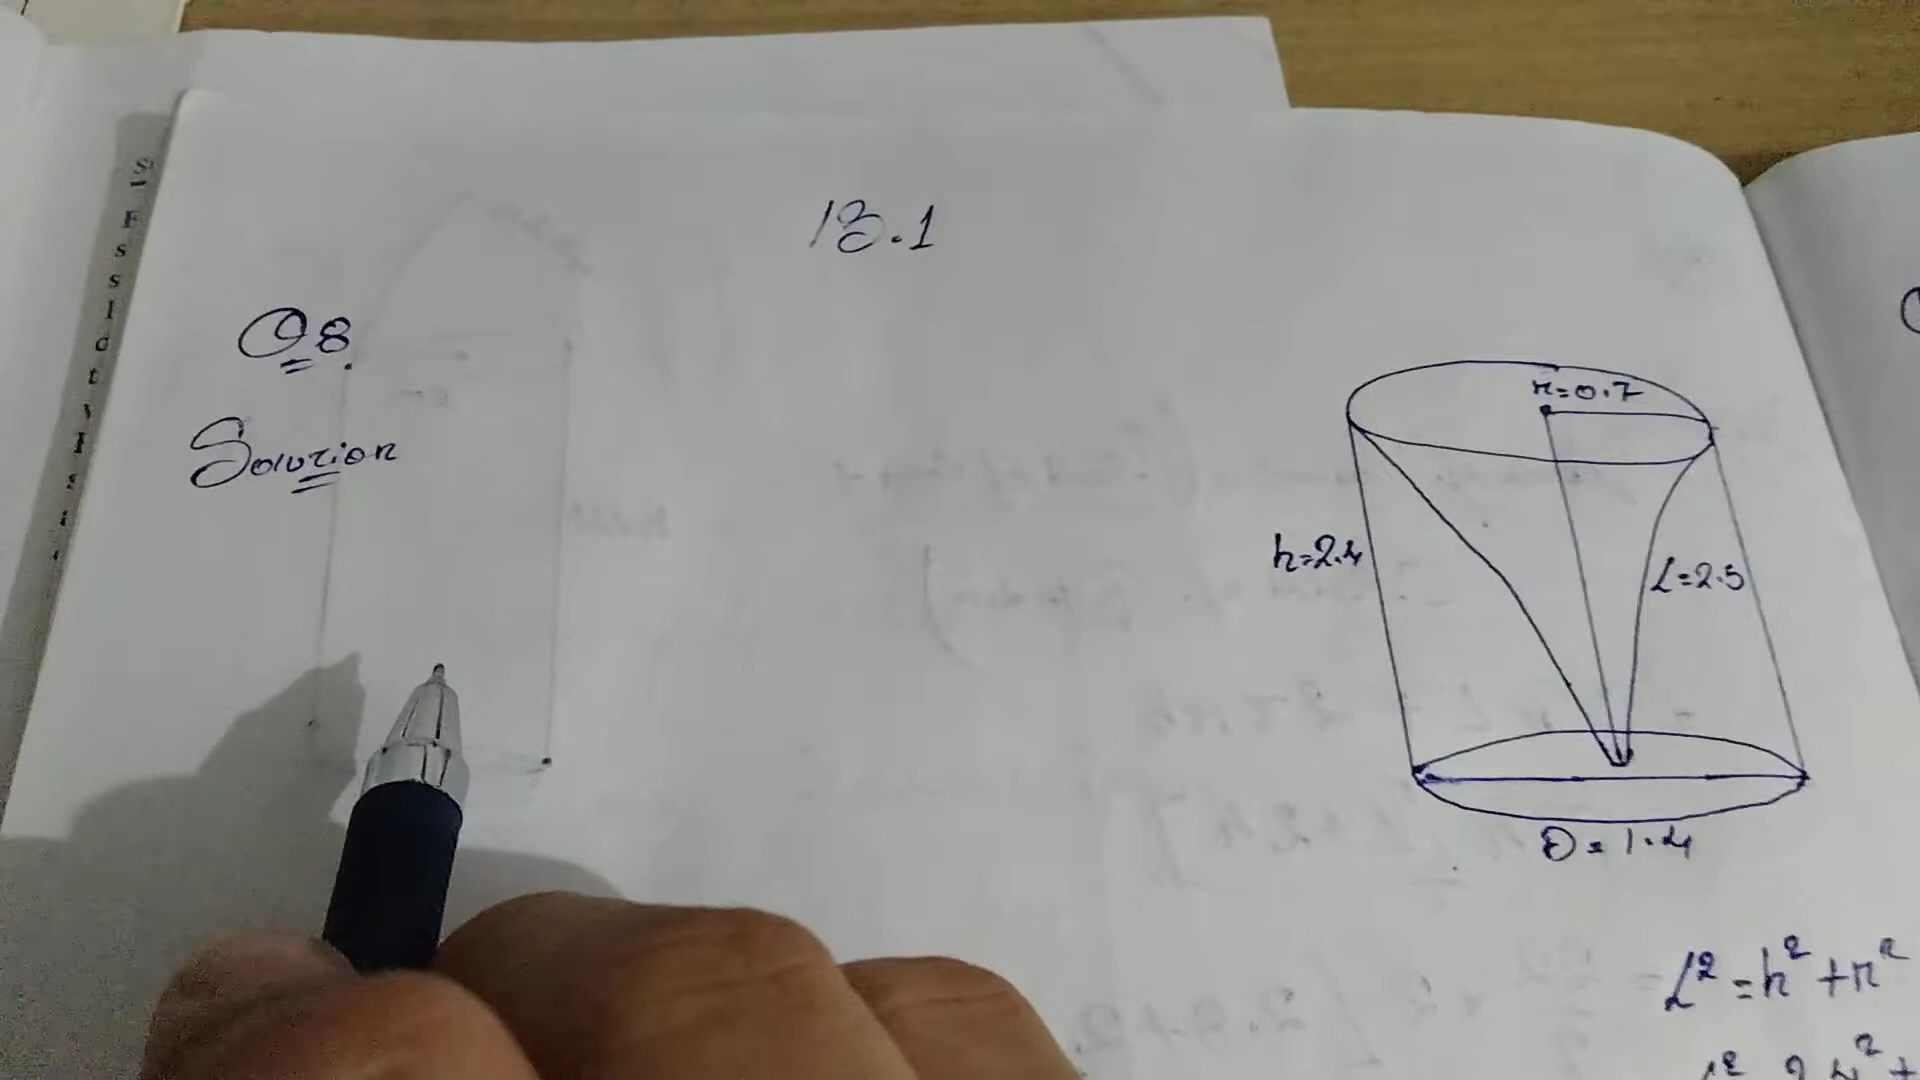 13.1
Q8
Solution
r=0.7
h=2.4
L=2.5
D=1.4
L²=h²+r²